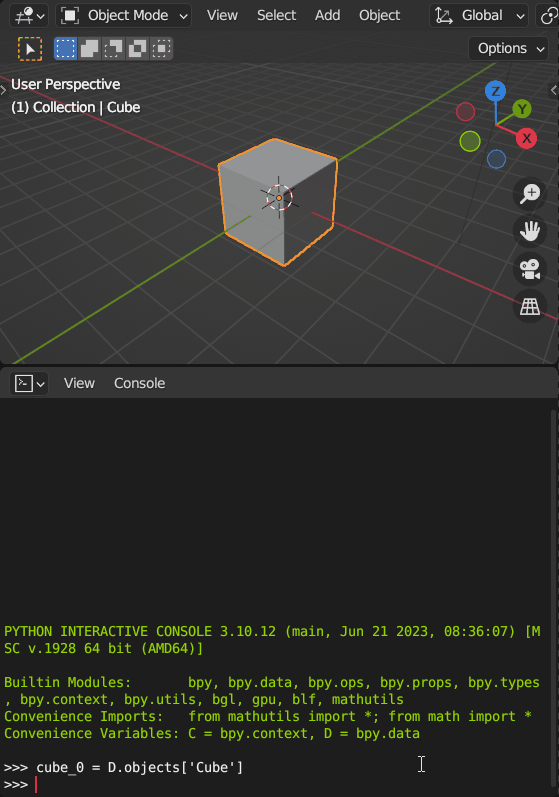 Object Mode View Select Add Object Global
Options
User Perspective
(1) Collection | Cube
Z
Y
X
View Console
PYTHON INTERACTIVE CONSOLE 3.10.12 (main, Jun 21 2023, 08:36:07) [M
SC v.1928 64 bit (AMD64)]
Builtin Modules: bpy, bpy.data, bpy.ops, bpy.props, bpy.types
, bpy.context, bpy.utils, bgl, gpu, blf, mathutils
Convenience Imports: from mathutils import *; from math import *
Convenience Variables: C = bpy.context, D = bpy.data
>>> cube_0 = D.objects['Cube']
>>>